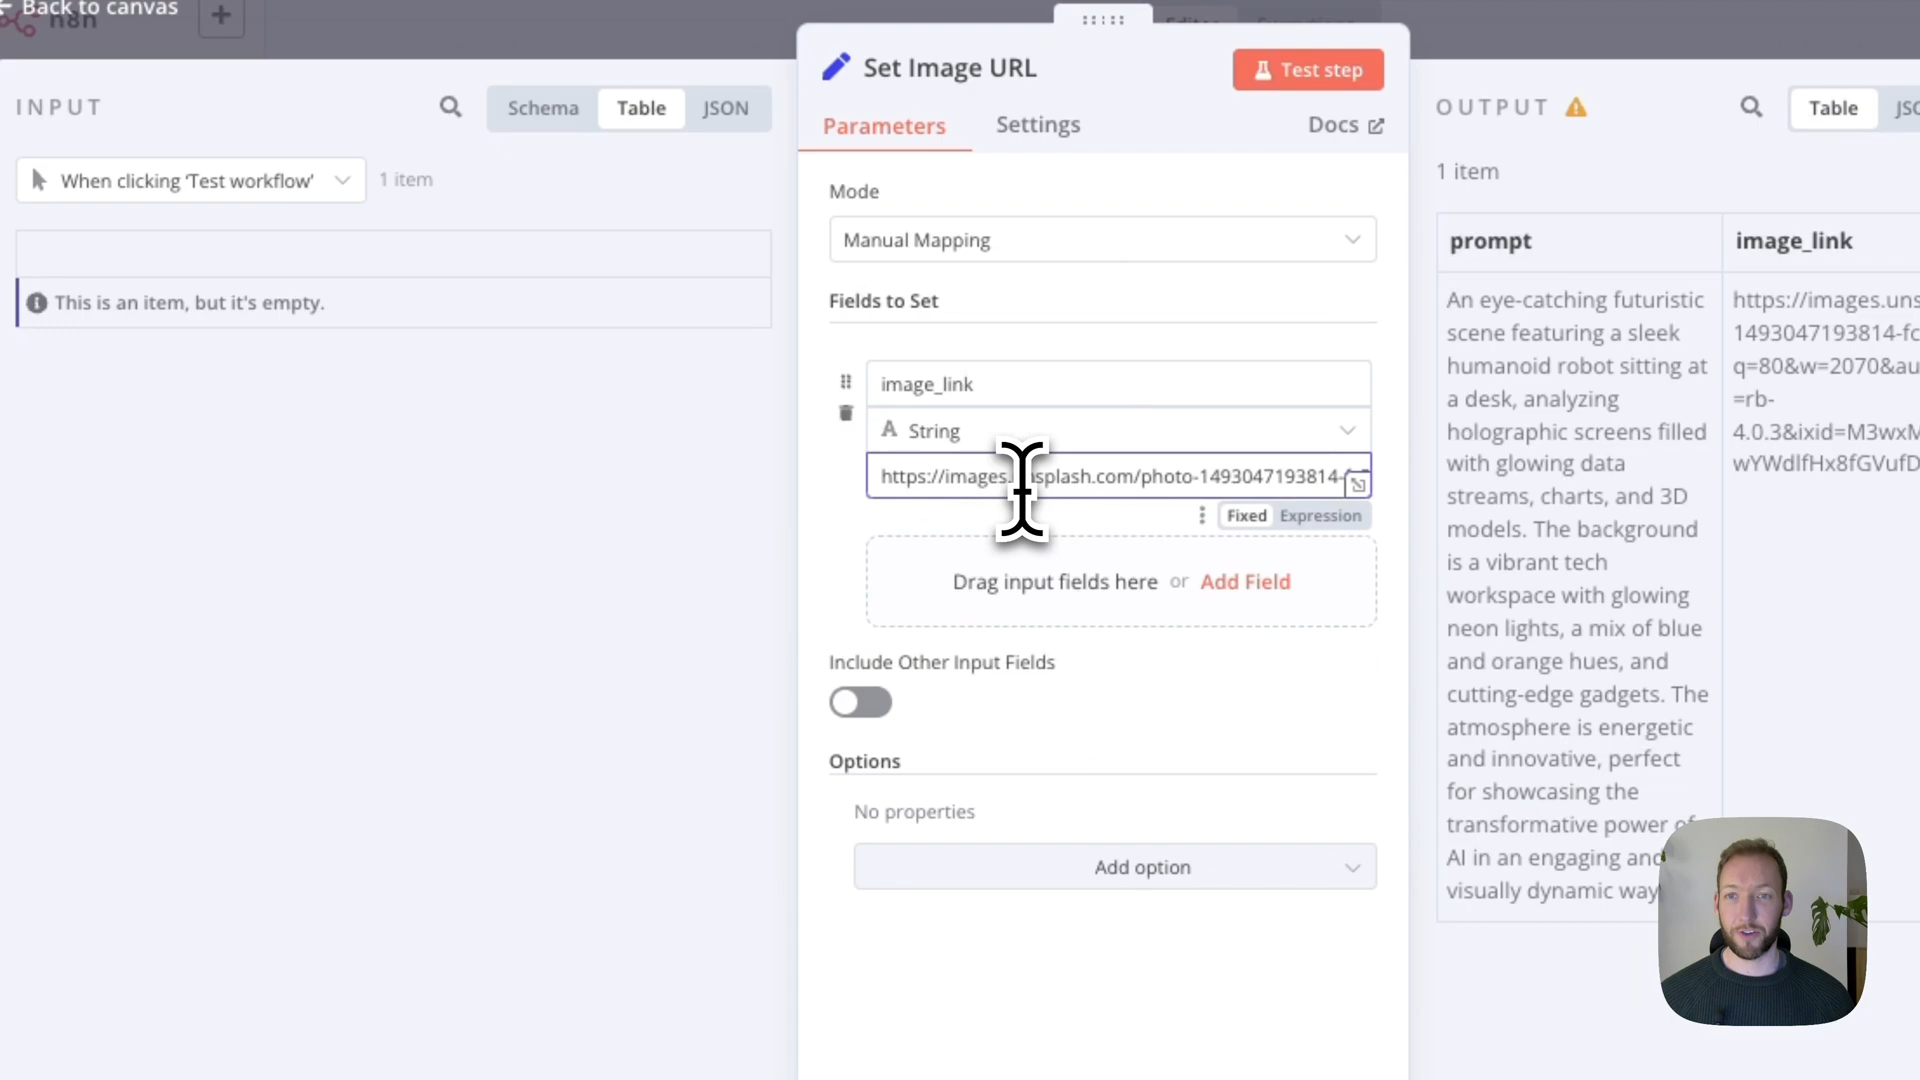 Back to canvas
n8n
Editor
INPUT
Schema
Table
JSON
When clicking ‘Test workflow’
1 item
This is an item, but it's empty.
Set Image URL
Test step
Parameters
Settings
Docs
Mode
Manual Mapping
Fields to Set
image_link
String
https://images.unsplash.com/photo-1493047193814-
Fixed
Expression
Drag input fields here or Add Field
Include Other Input Fields
Options
No properties
Add option
OUTPUT
Table
1 item
prompt
image_link
An eye-catching futuristic
scene featuring a sleek
humanoid robot sitting at
a desk, analyzing
holographic screens filled
with glowing data
streams, charts, and 3D
models. The background
is a vibrant tech
workspace with glowing
neon lights, a mix of blue
and orange hues, and
cutting-edge gadgets. The
atmosphere is energetic
and innovative, perfect
for showcasing the
transformative power of
AI in an engaging and
visually dynamic way
https://images.uns
1493047193814-fc
q=80&w=2070&au
=rb-
4.0.3&ixid=M3wxM
wYWdlfHx8fGVufD